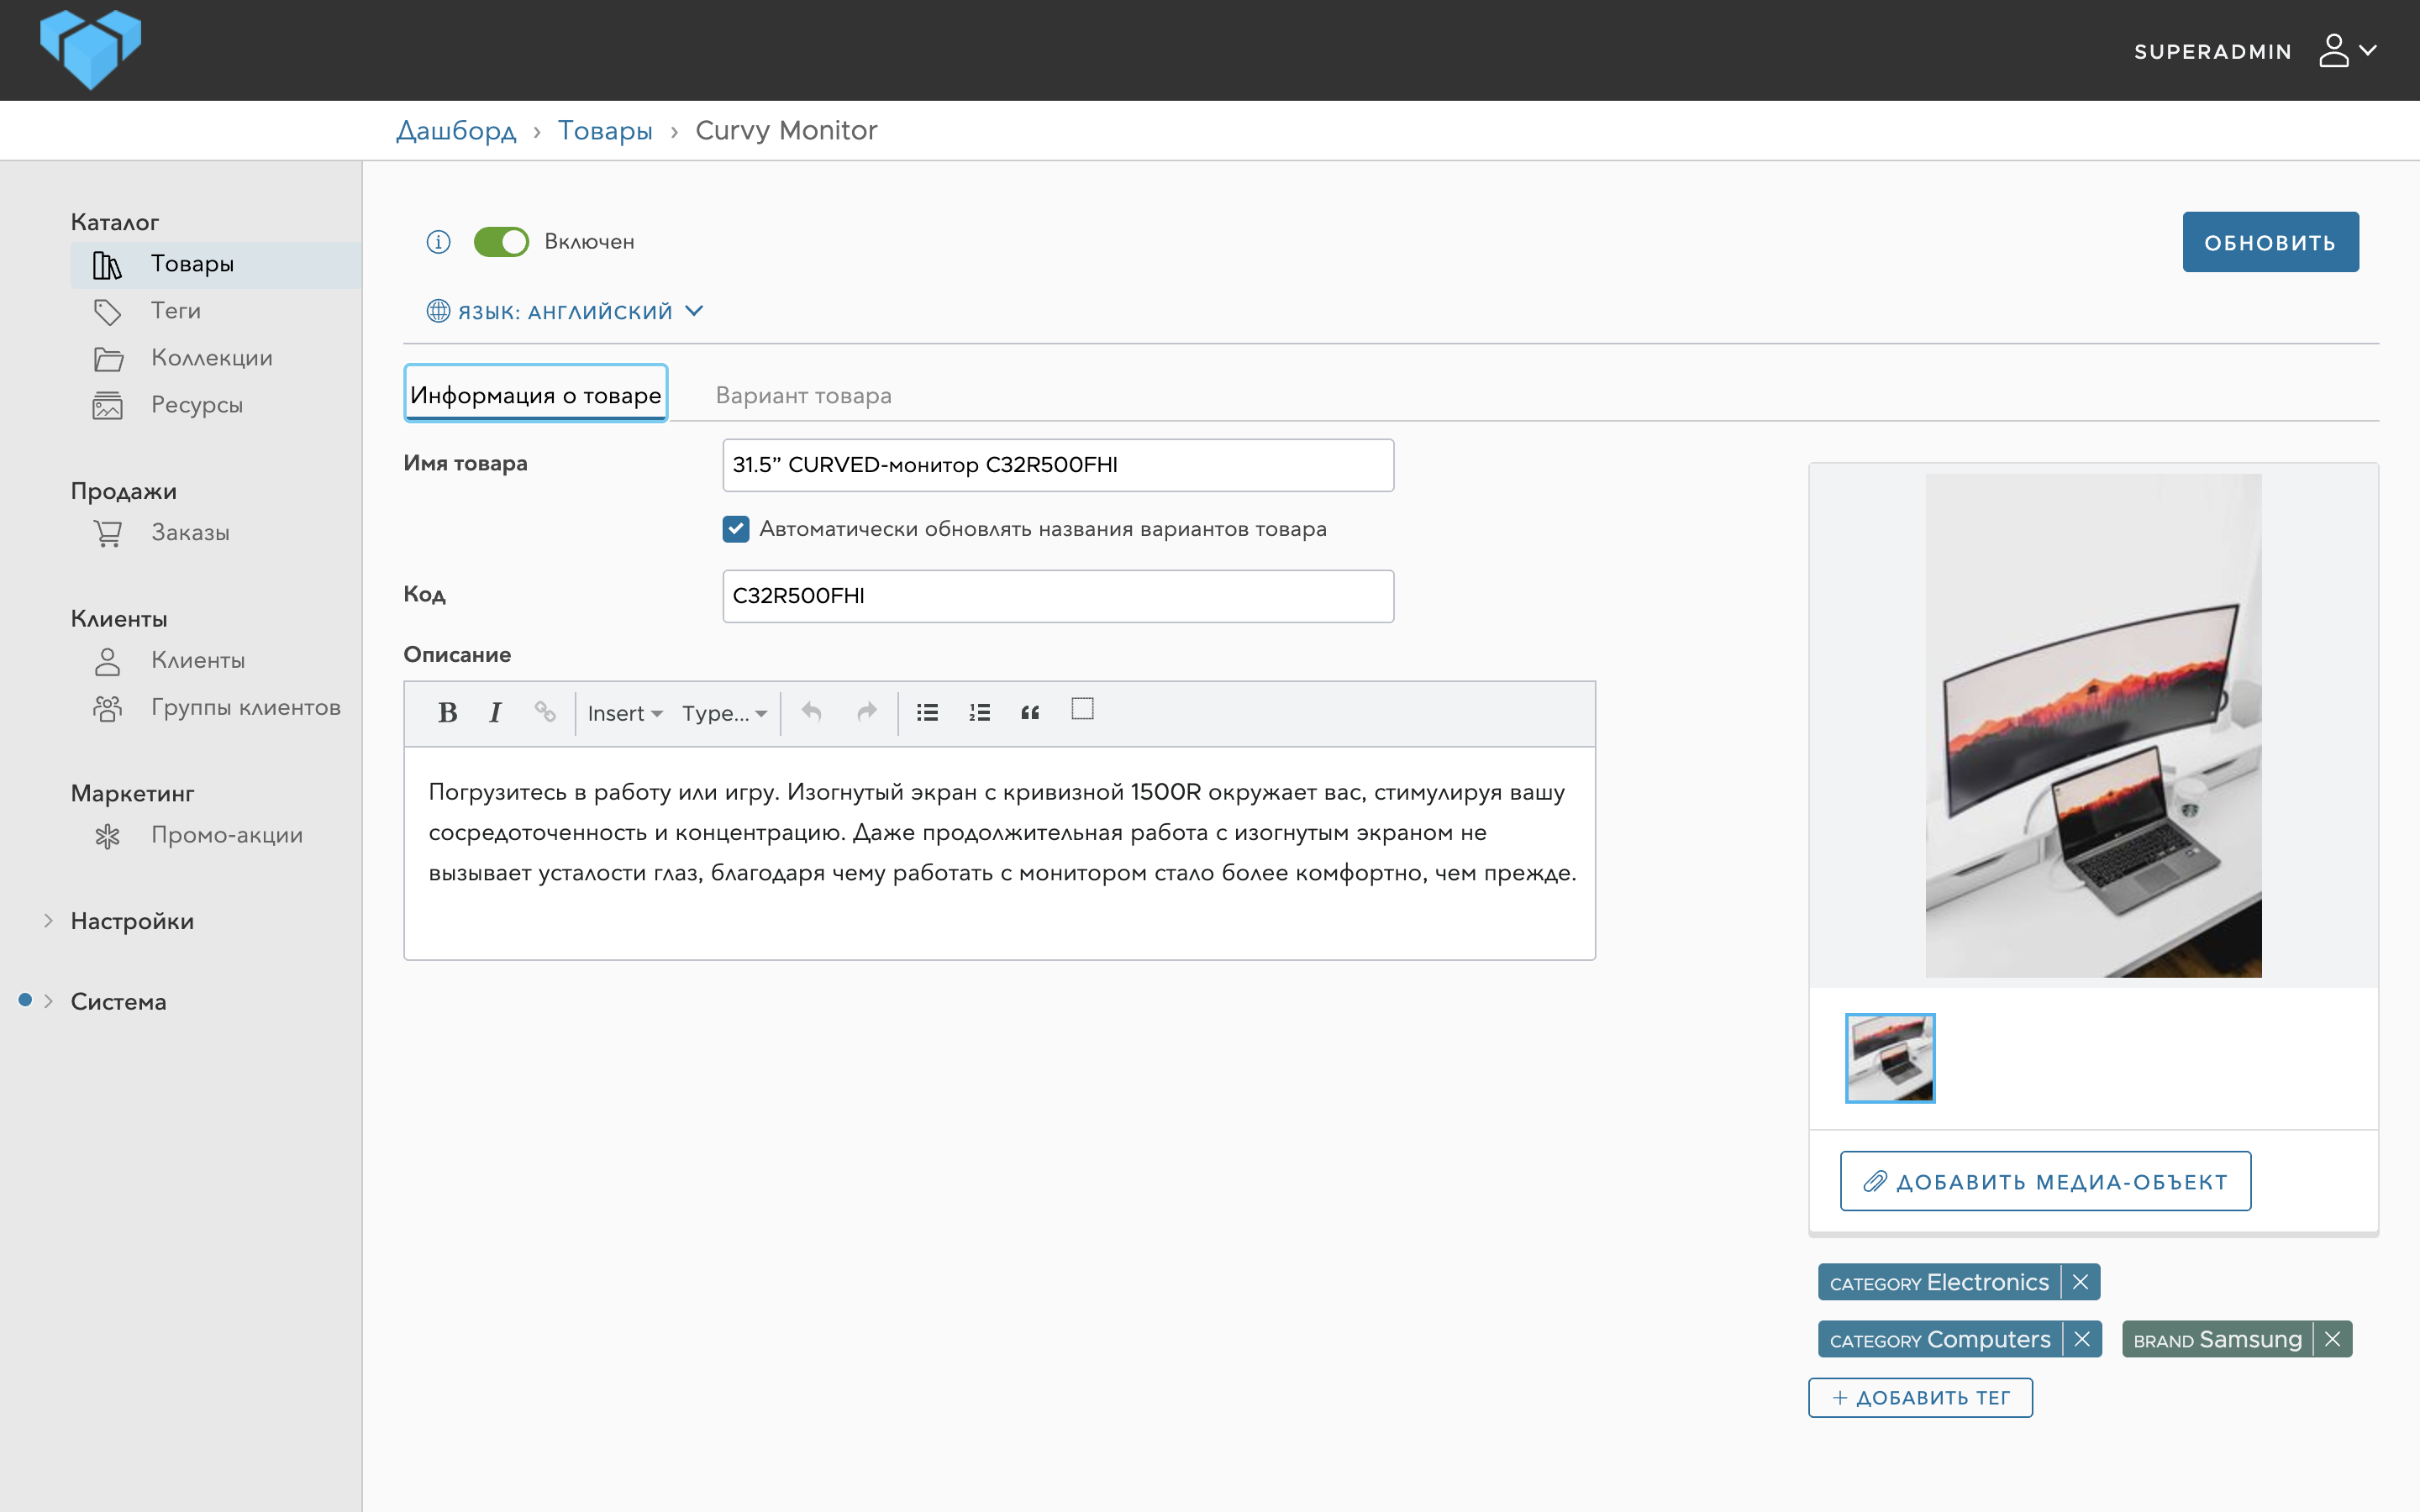 SUPERADMIN
Дашборд › Товары › Curvy Monitor
Каталог
Товары
Теги
Коллекции
Ресурсы
Продажи
Заказы
Клиенты
Клиенты
Группы клиентов
Маркетинг
Промо-акции
Настройки
Система
Включен
ОБНОВИТЬ
ЯЗЫК: АНГЛИЙСКИЙ
Информация о товаре
Вариант товара
Имя товара
31.5” CURVED-монитор C32R500FHI
Автоматически обновлять названия вариантов товара
Код
C32R500FHI
Описание
B I Insert Type...
Погрузитесь в работу или игру. Изогнутый экран с кривизной 1500R окружает вас, стимулируя вашу
сосредоточенность и концентрацию. Даже продолжительная работа с изогнутым экраном не
вызывает усталости глаз, благодаря чему работать с монитором стало более комфортно, чем прежде.
ДОБАВИТЬ МЕДИА-ОБЪЕКТ
CATEGORY Electronics
CATEGORY Computers
BRAND Samsung
+ ДОБАВИТЬ ТЕГ